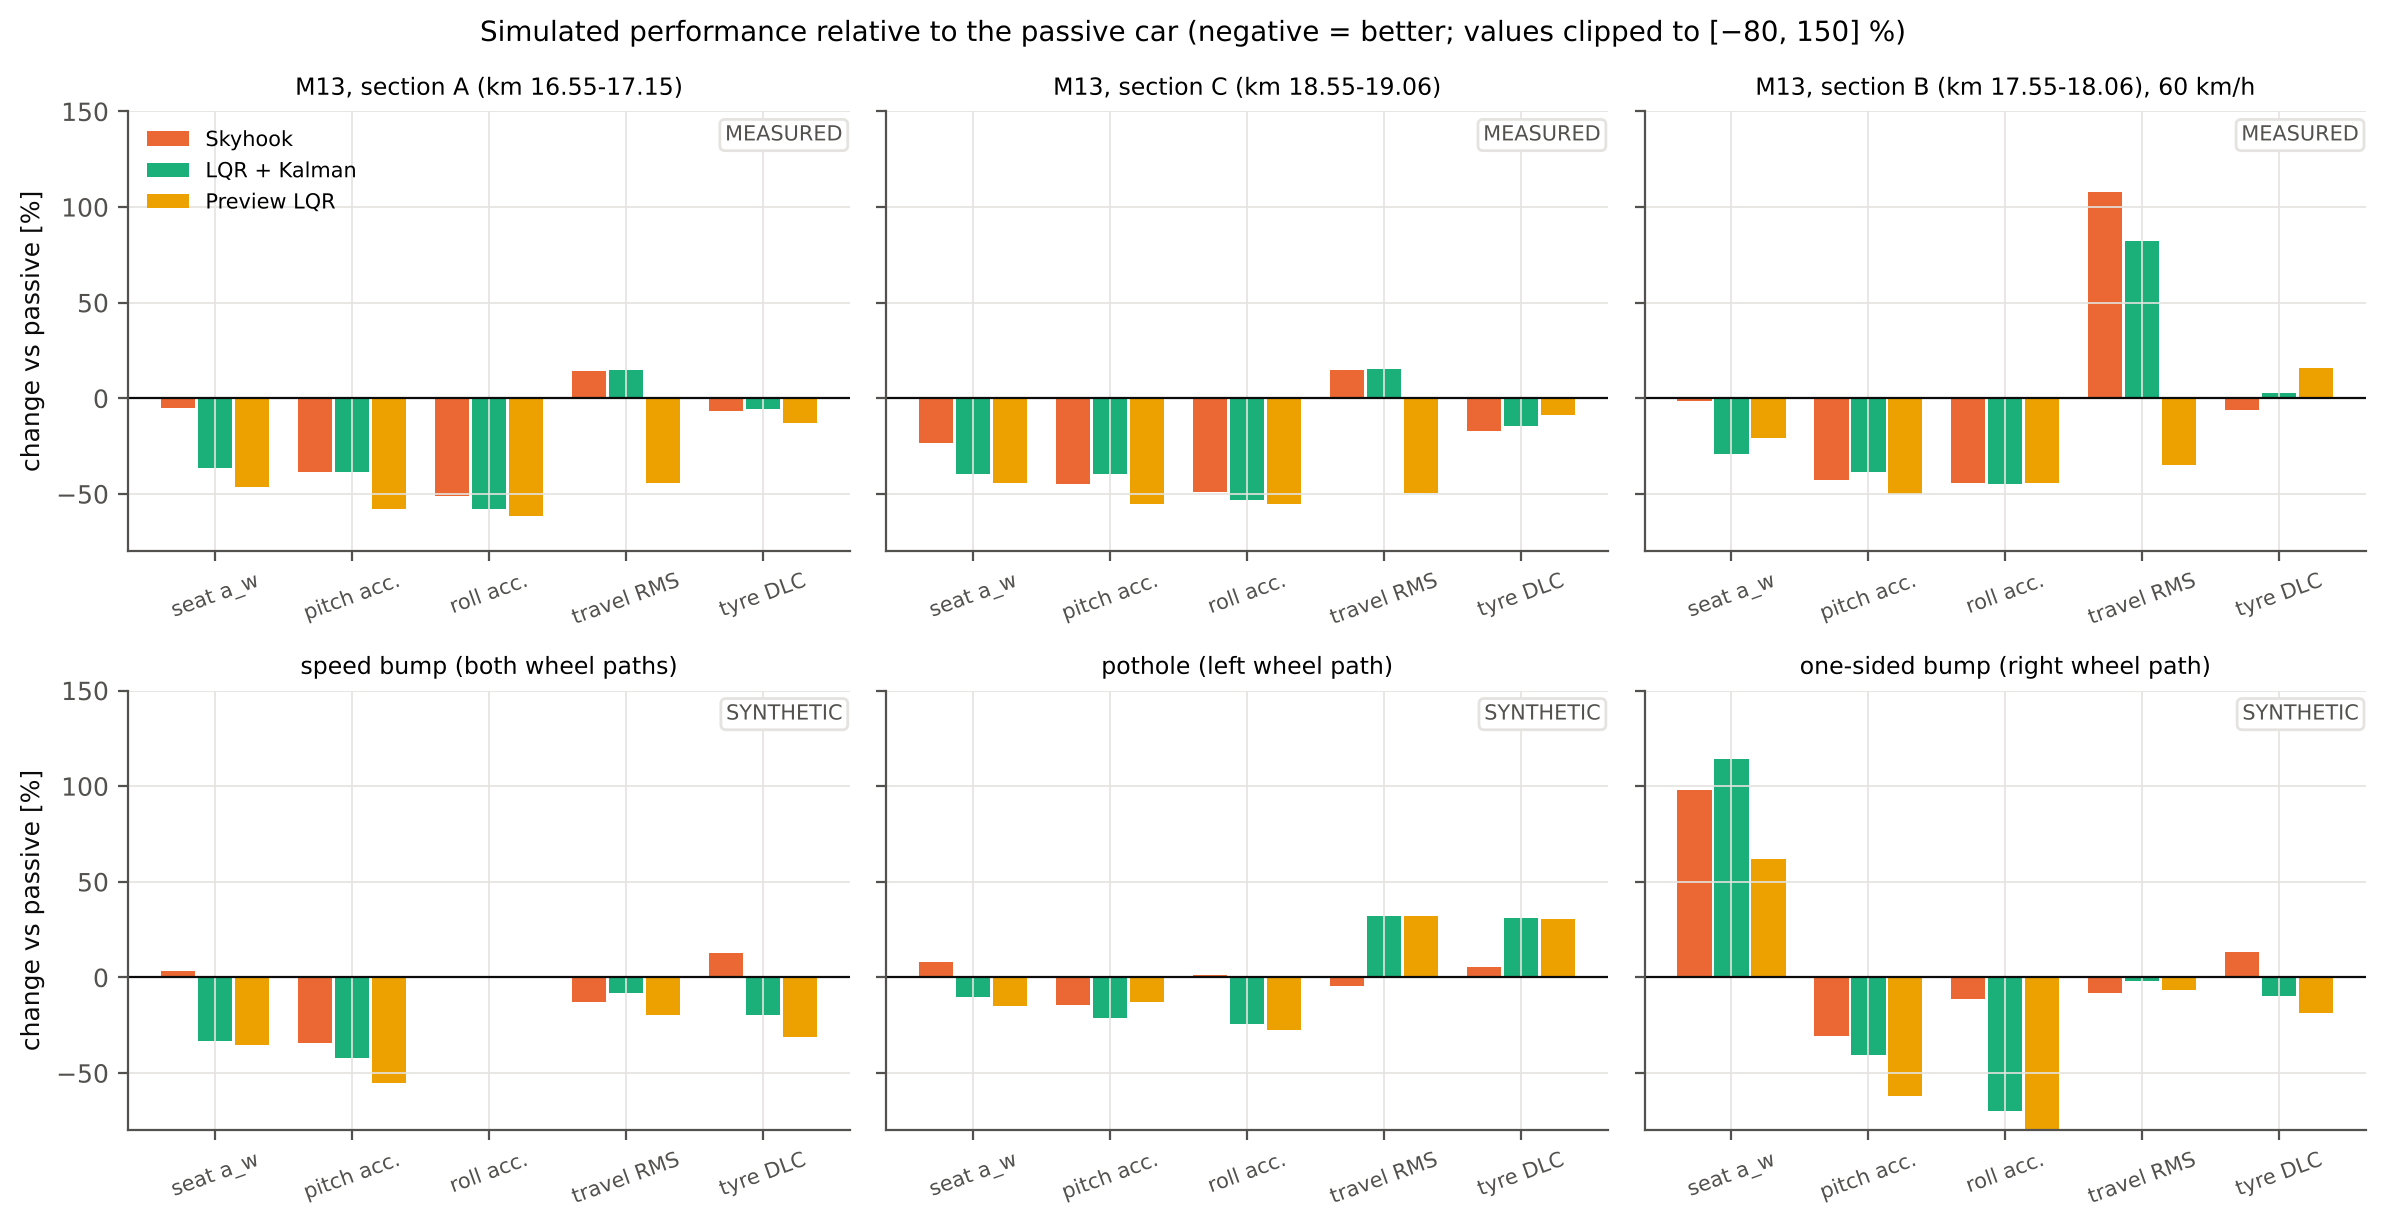 Simulated performance relative to the passive car (negative = better; values clipped to [−80, 150] %)
M13, section A (km 16.55-17.15)
M13, section C (km 18.55-19.06)
M13, section B (km 17.55-18.06), 60 km/h
MEASURED
MEASURED
MEASURED
Skyhook
LQR + Kalman
Preview LQR
change vs passive [%]
150
100
50
0
−50
seat a_w
pitch acc.
roll acc.
travel RMS
tyre DLC
seat a_w
pitch acc.
roll acc.
travel RMS
tyre DLC
seat a_w
pitch acc.
roll acc.
travel RMS
tyre DLC
speed bump (both wheel paths)
pothole (left wheel path)
one-sided bump (right wheel path)
SYNTHETIC
SYNTHETIC
SYNTHETIC
change vs passive [%]
150
100
50
0
−50
seat a_w
pitch acc.
roll acc.
travel RMS
tyre DLC
seat a_w
pitch acc.
roll acc.
travel RMS
tyre DLC
seat a_w
pitch acc.
roll acc.
travel RMS
tyre DLC